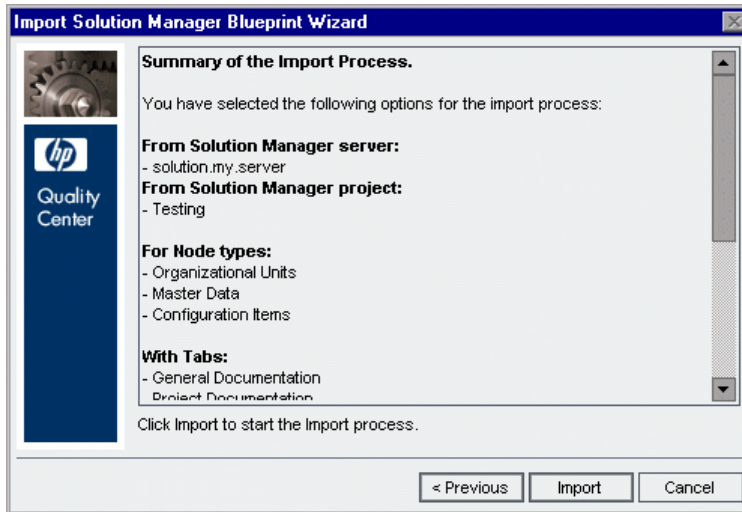 Import Solution Manager Blueprint Wizard
hp
Quality
Center
Summary of the Import Process.
You have selected the following options for the import process:
From Solution Manager server:
- solution.my.server
From Solution Manager project:
- Testing
For Node types:
- Organizational Units
- Master Data
- Configuration Items
With Tabs:
- General Documentation
- Project Documentation
Click Import to start the Import process.
< Previous
Import
Cancel